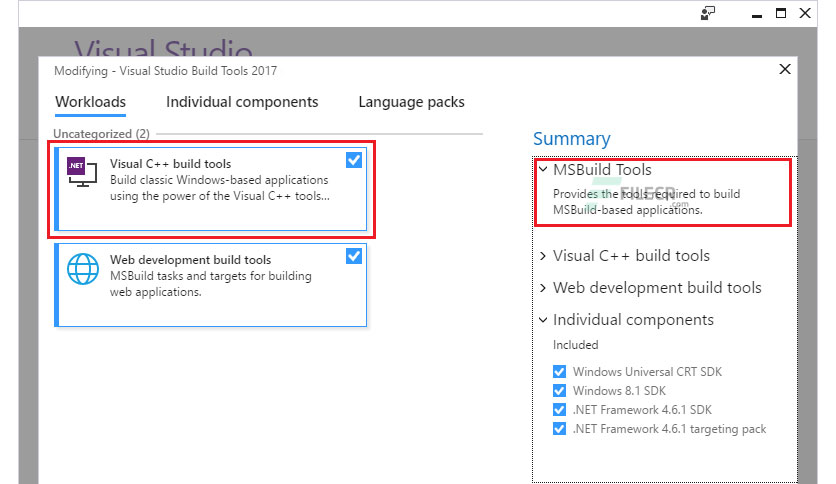 Visual Studio
Modifying - Visual Studio Build Tools 2017
Workloads
Individual components
Language packs
Uncategorized (2)
.NET
Visual C++ build tools
Build classic Windows-based applications
using the power of the Visual C++ tools...
Web development build tools
MSBuild tasks and targets for building
web applications.
Summary
MSBuild Tools
Provides the tools required to build
MSBuild-based applications.
FILECR
.com
Visual C++ build tools
Web development build tools
Individual components
Included
Windows Universal CRT SDK
Windows 8.1 SDK
.NET Framework 4.6.1 SDK
.NET Framework 4.6.1 targeting pack